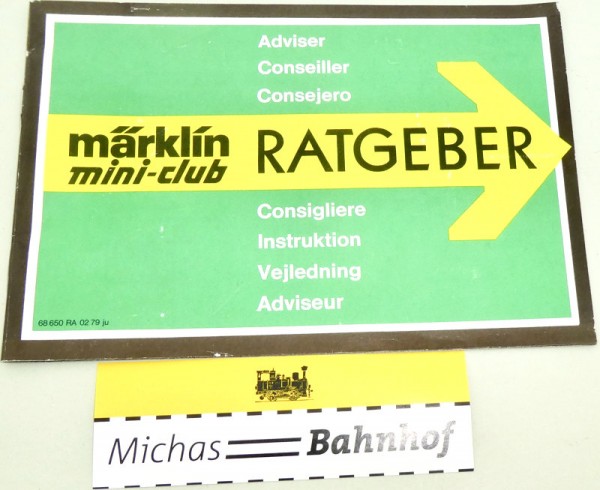 Adviser
Conseiller
Consejero
märklin
mini-club
RATGEBER
Consigliere
Instruktion
Vejledning
Adviseur
68 650 RA 02 79 ju
Michas Bahnhof